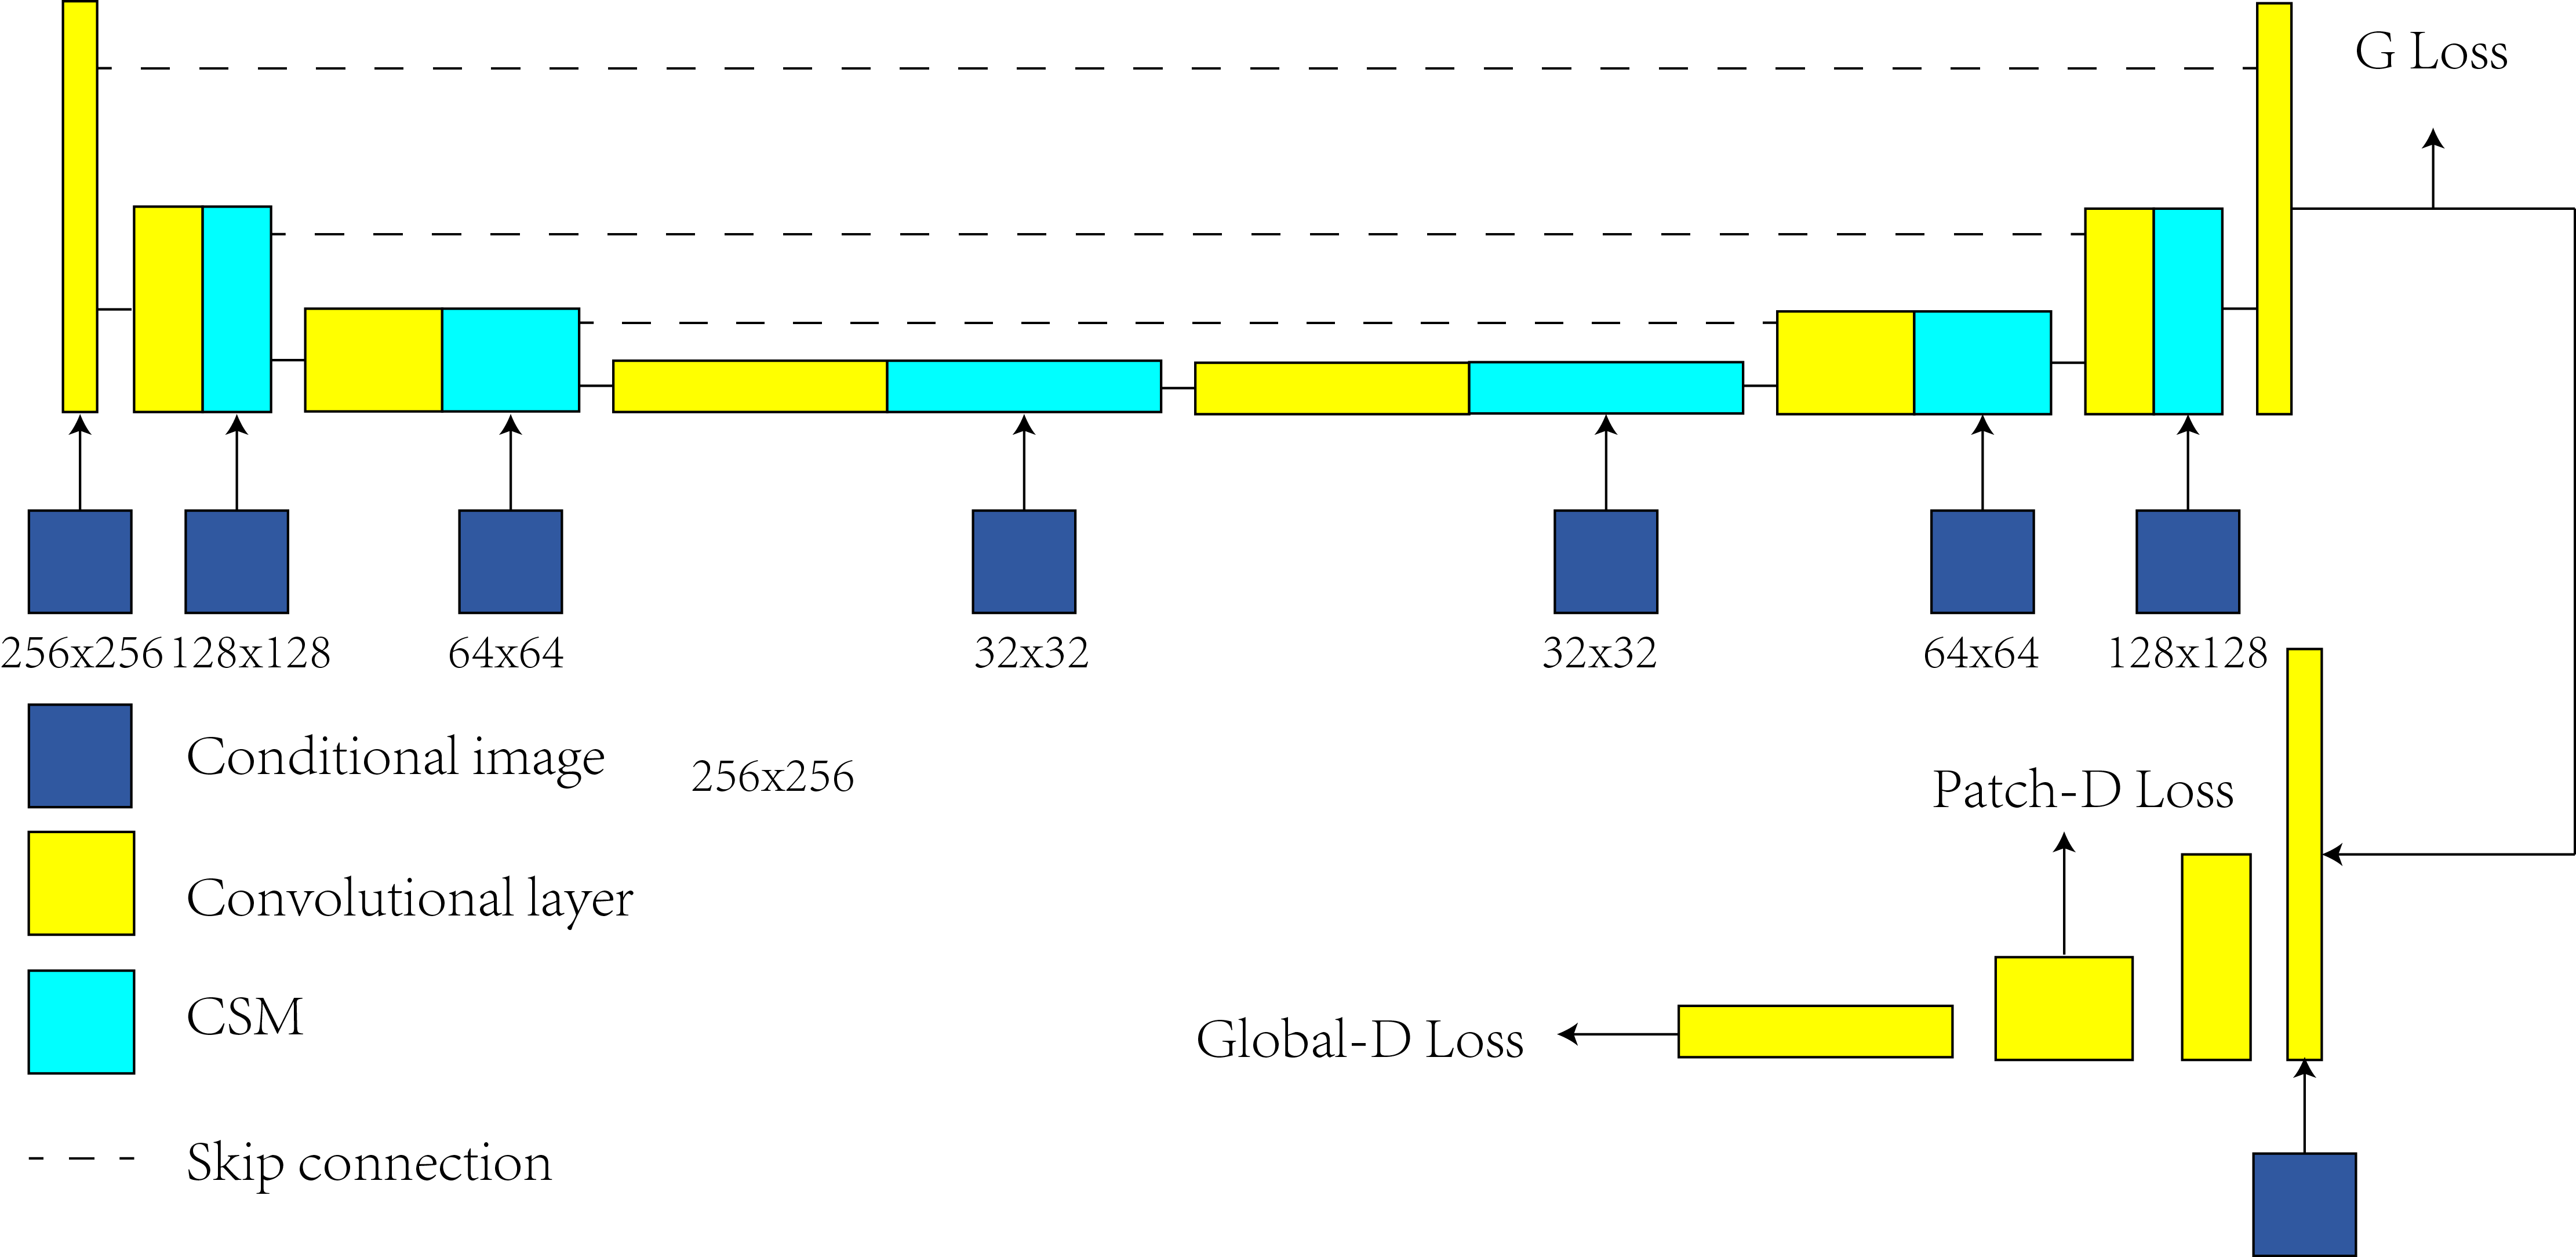 G Loss
256x256 128x128 64x64 32x32 32x32 64x64 128x128
Conditional image
256x256
Patch-D Loss
Convolutional layer
CSM
Global-D Loss
Skip connection